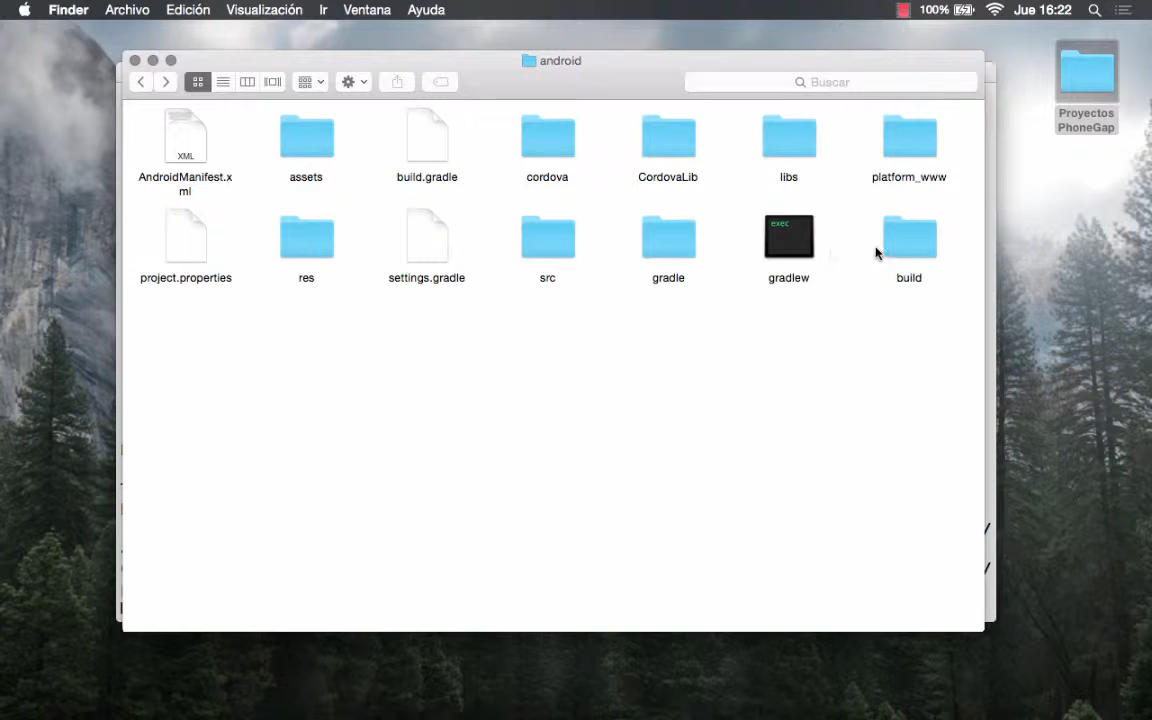 Finder Archivo Edición Visualización Ir Ventana Ayuda 100% Jue 16:22
android
Buscar
Proyectos
PhoneGap
XML
AndroidManifest.x
ml
assets
build.gradle
cordova
CordovaLib
libs
platform_www
exec
project.properties
res
settings.gradle
src
gradle
gradlew
build